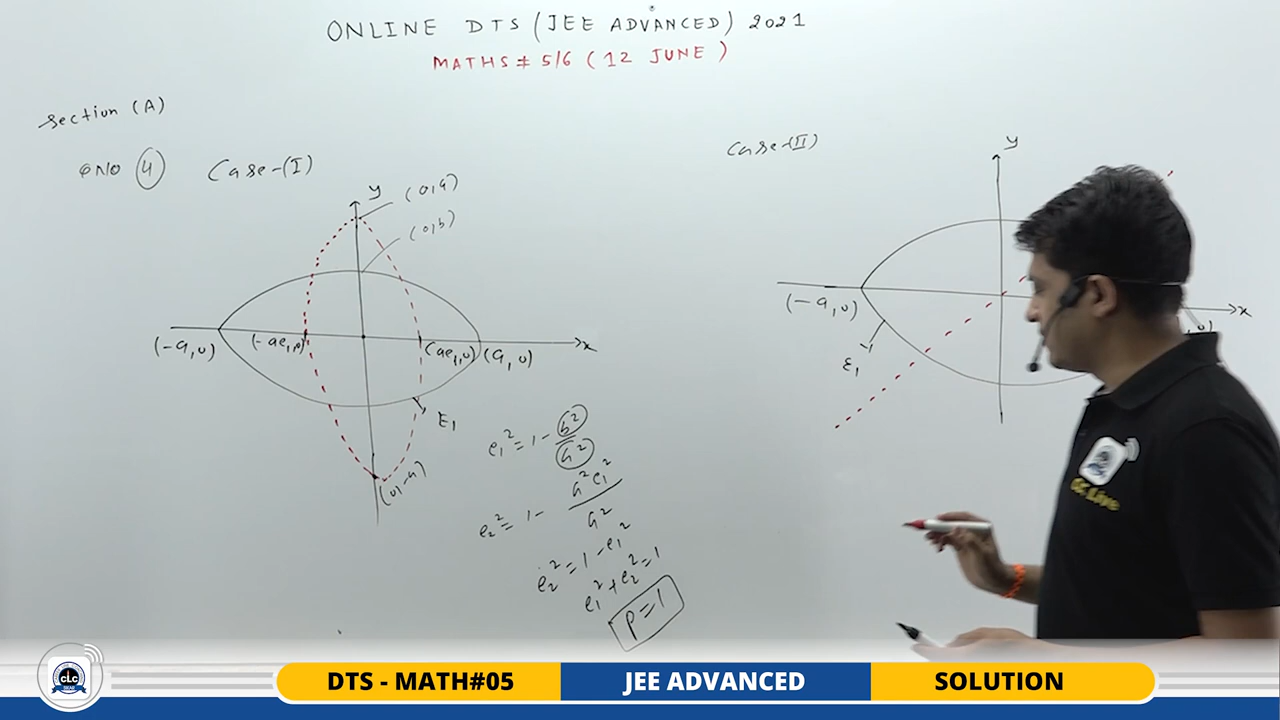 ONLINE DTS (JEE ADVANCED) 2021
MATHS # 5/6 ( 12 JUNE )
Section (A)
QNO (4) Case-(I)
y
(0,a)
(0,b)
(-a,0)
(-ae₁,0)
(ae₁,0)
(a,0)
x
E₁
(0,-a)
e₁² = 1 - b²/a²
e₂² = 1 - a²e₁²/a²
e₂² = 1 - e₁²
e₁² + e₂² = 1
P=1
Case-(II)
y
(-a,0)
x
E₁
CLC
DTS - MATH#05
JEE ADVANCED
SOLUTION